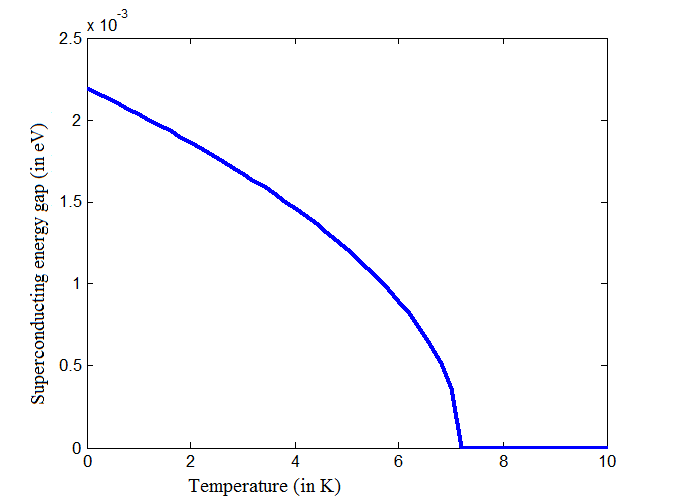 x 10-3
2.5
2
1.5
1
0.5
0
0 2 4 6 8 10
Superconducting energy gap (in eV)
Temperature (in K)